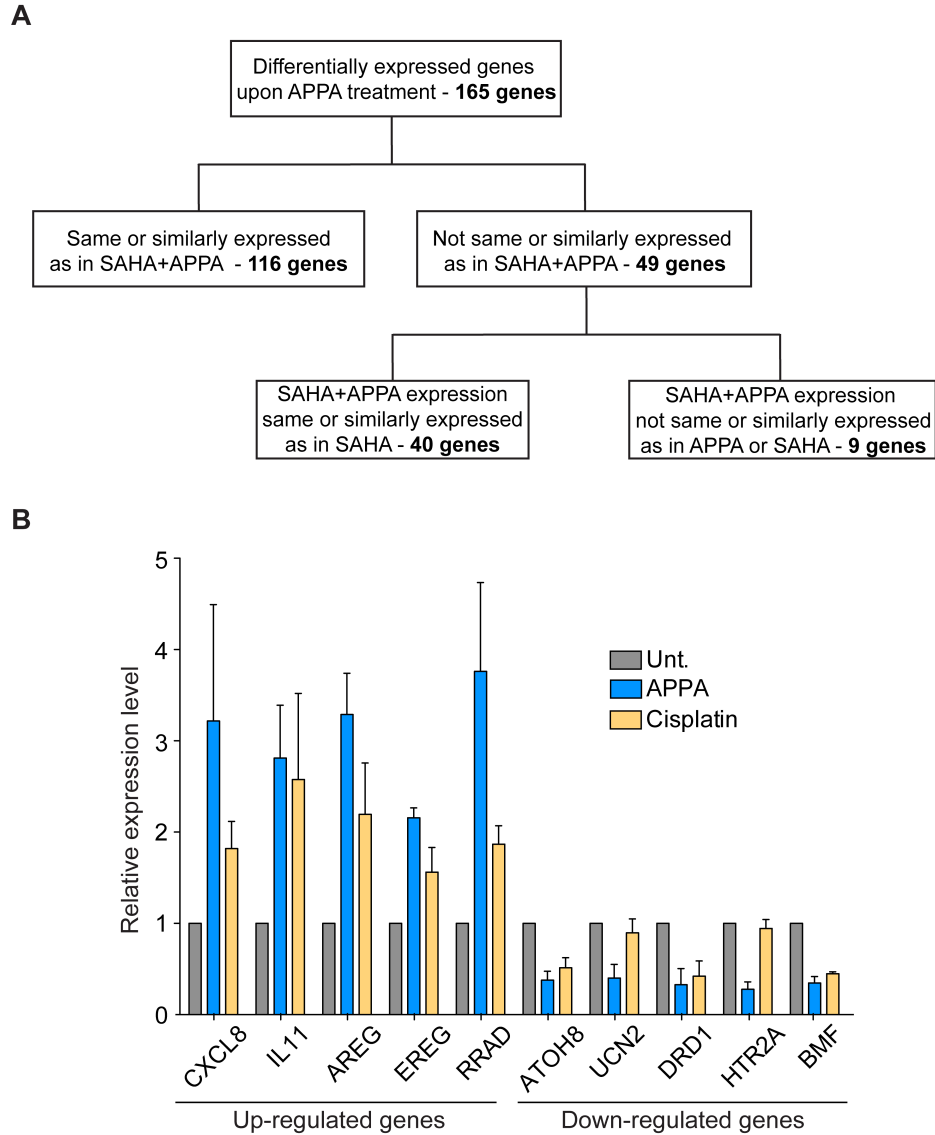 A
Differentially expressed genes
upon APPA treatment - 165 genes
Same or similarly expressed
as in SAHA+APPA - 116 genes
Not same or similarly expressed
as in SAHA+APPA - 49 genes
SAHA+APPA expression
same or similarly expressed
as in SAHA - 40 genes
SAHA+APPA expression
not same or similarly expressed
as in APPA or SAHA - 9 genes
B
Relative expression level
5
4
3
2
1
0
Unt.
APPA
Cisplatin
CXCL8
IL11
AREG
EREG
RRAD
ATOH8
UCN2
DRD1
HTR2A
BMF
Up-regulated genes
Down-regulated genes